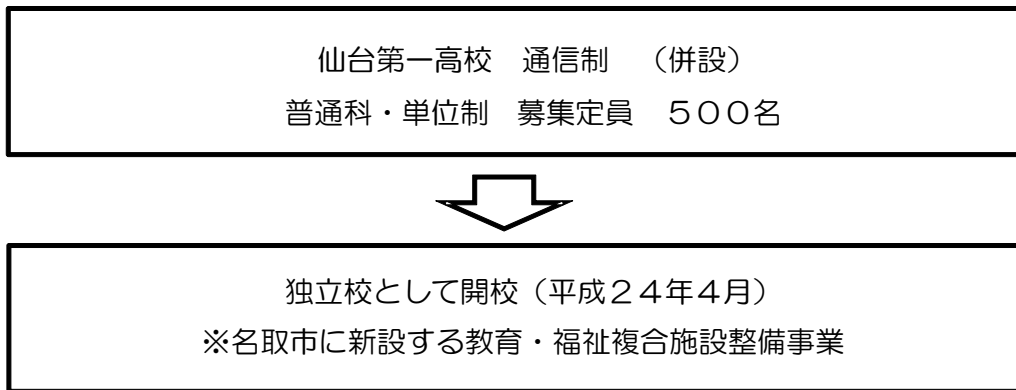 仙台第一高校　通信制　（併設）
普通科・単位制　募集定員　５００名
独立校として開校（平成２４年４月）
※名取市に新設する教育・福祉複合施設整備事業